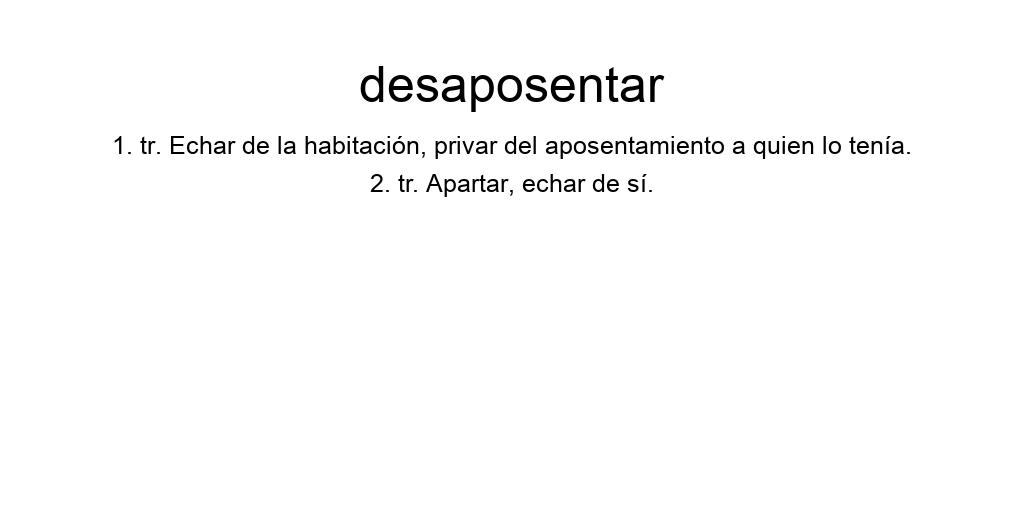 desaposentar
1. tr. Echar de la habitación, privar del aposentamiento a quien lo tenía.
2. tr. Apartar, echar de sí.